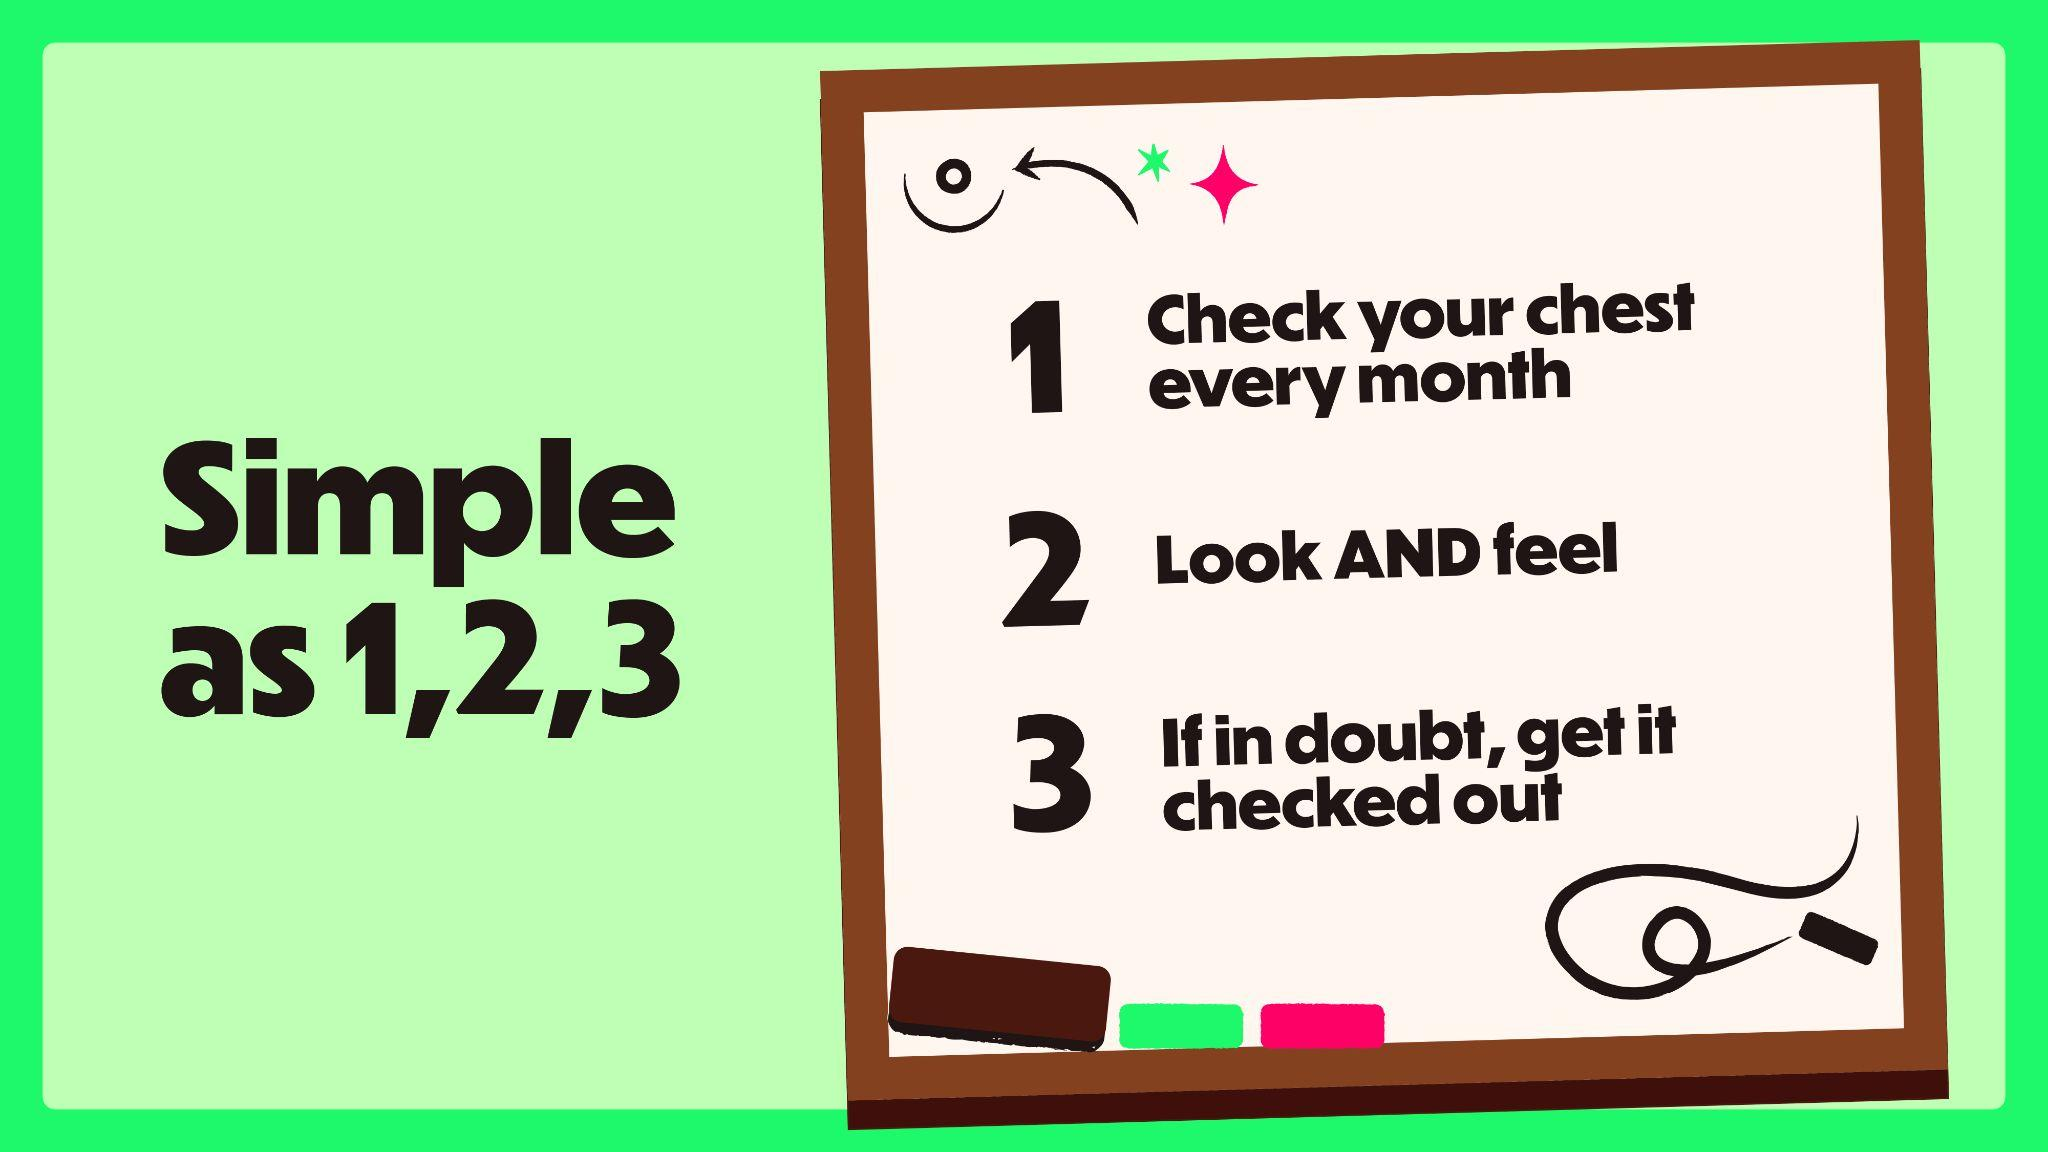 Simple
as 1,2,3
1
Check your chest
every month
2
Look AND feel
3
If in doubt, get it
checked out